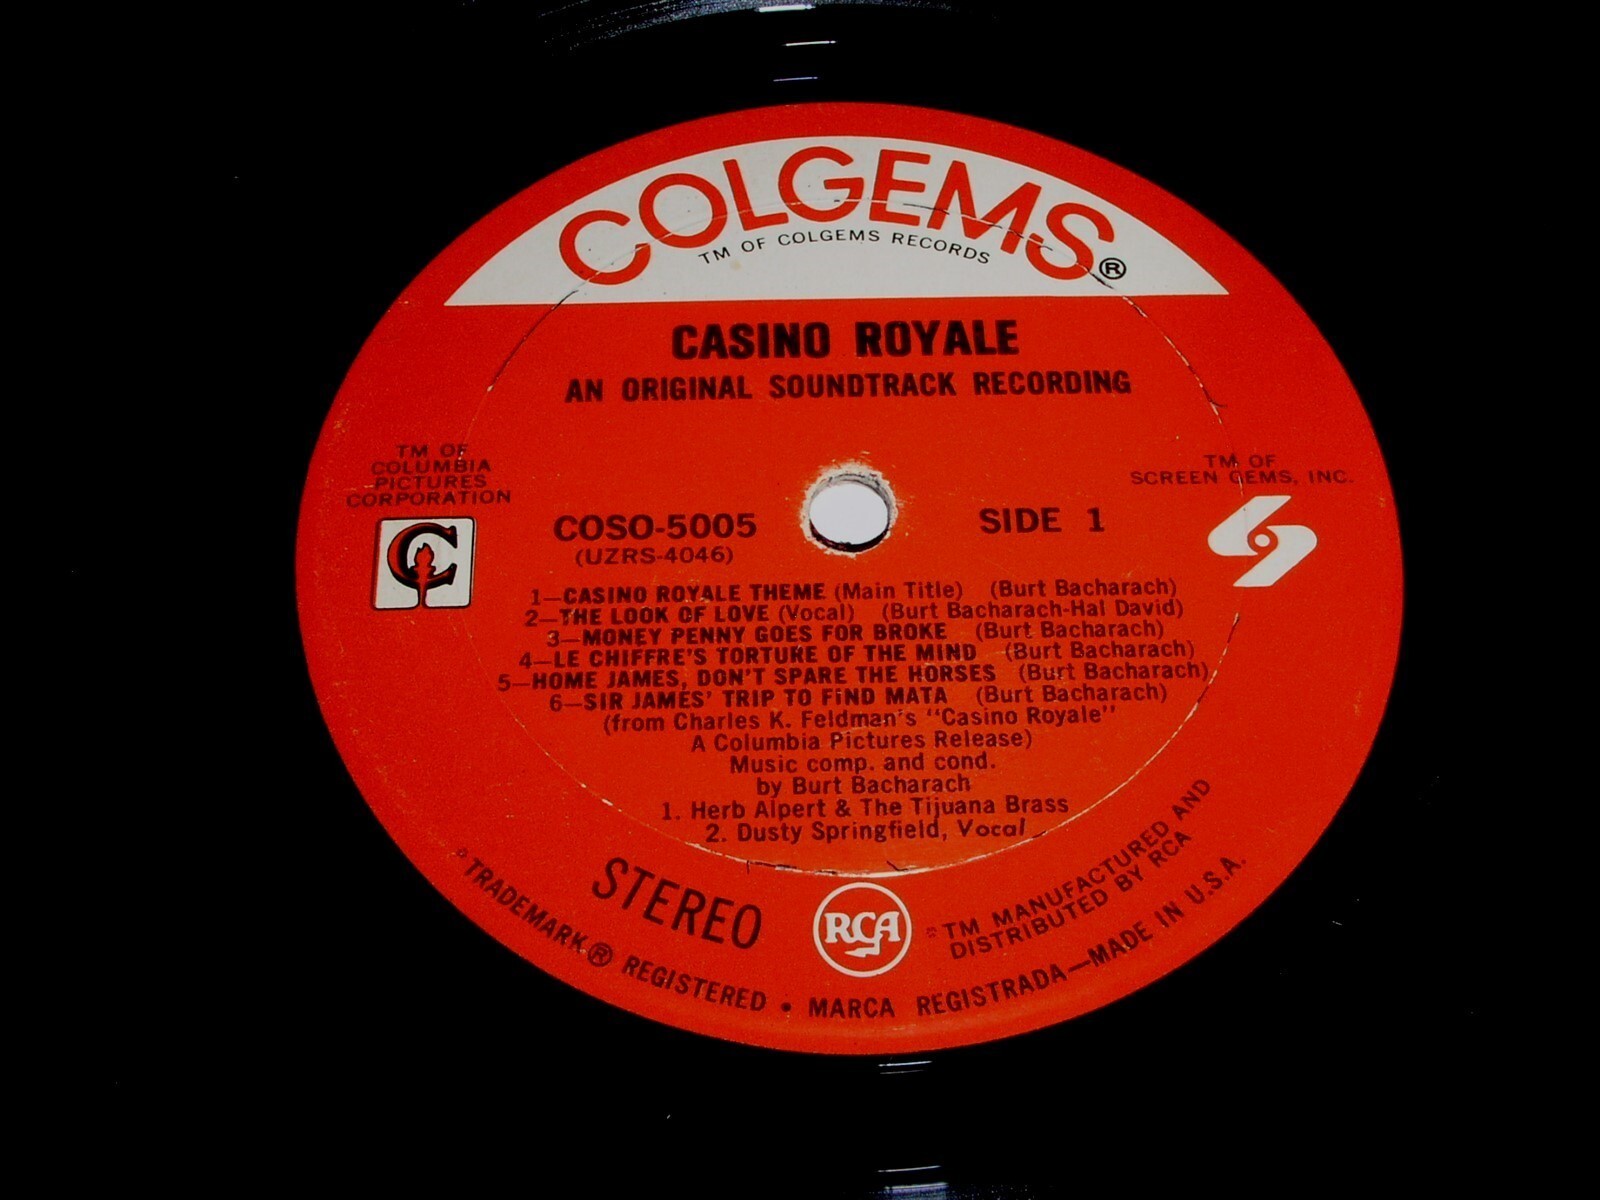 COLGEMS®
TM OF COLGEMS RECORDS
CASINO ROYALE
AN ORIGINAL SOUNDTRACK RECORDING
TM OF
COLUMBIA
PICTURES
CORPORATION
C
TM OF
SCREEN GEMS, INC.
COSO-5005
(UZRS-4046)
SIDE 1
1—CASINO ROYALE THEME (Main Title) (Burt Bacharach)
2—THE LOOK OF LOVE (Vocal) (Burt Bacharach-Hal David)
3—MONEY PENNY GOES FOR BROKE (Burt Bacharach)
4—LE CHIFFRE'S TORTURE OF THE MIND (Burt Bacharach)
5—HOME JAMES, DON'T SPARE THE HORSES (Burt Bacharach)
6—SIR JAMES' TRIP TO FiND MATA (Burt Bacharach)
(from Charles K. Feldman's "Casino Royale"
A Columbia Pictures Release)
Music comp. and cond.
by Burt Bacharach
1. Herb Alpert & The Tijuana Brass
2. Dusty Springfield, Vocal
STEREO
RCA
TM MANUFACTURED AND
DISTRIBUTED BY RCA
TRADEMARK ® REGISTERED • MARCA REGISTRADA—MADE IN U.S.A.